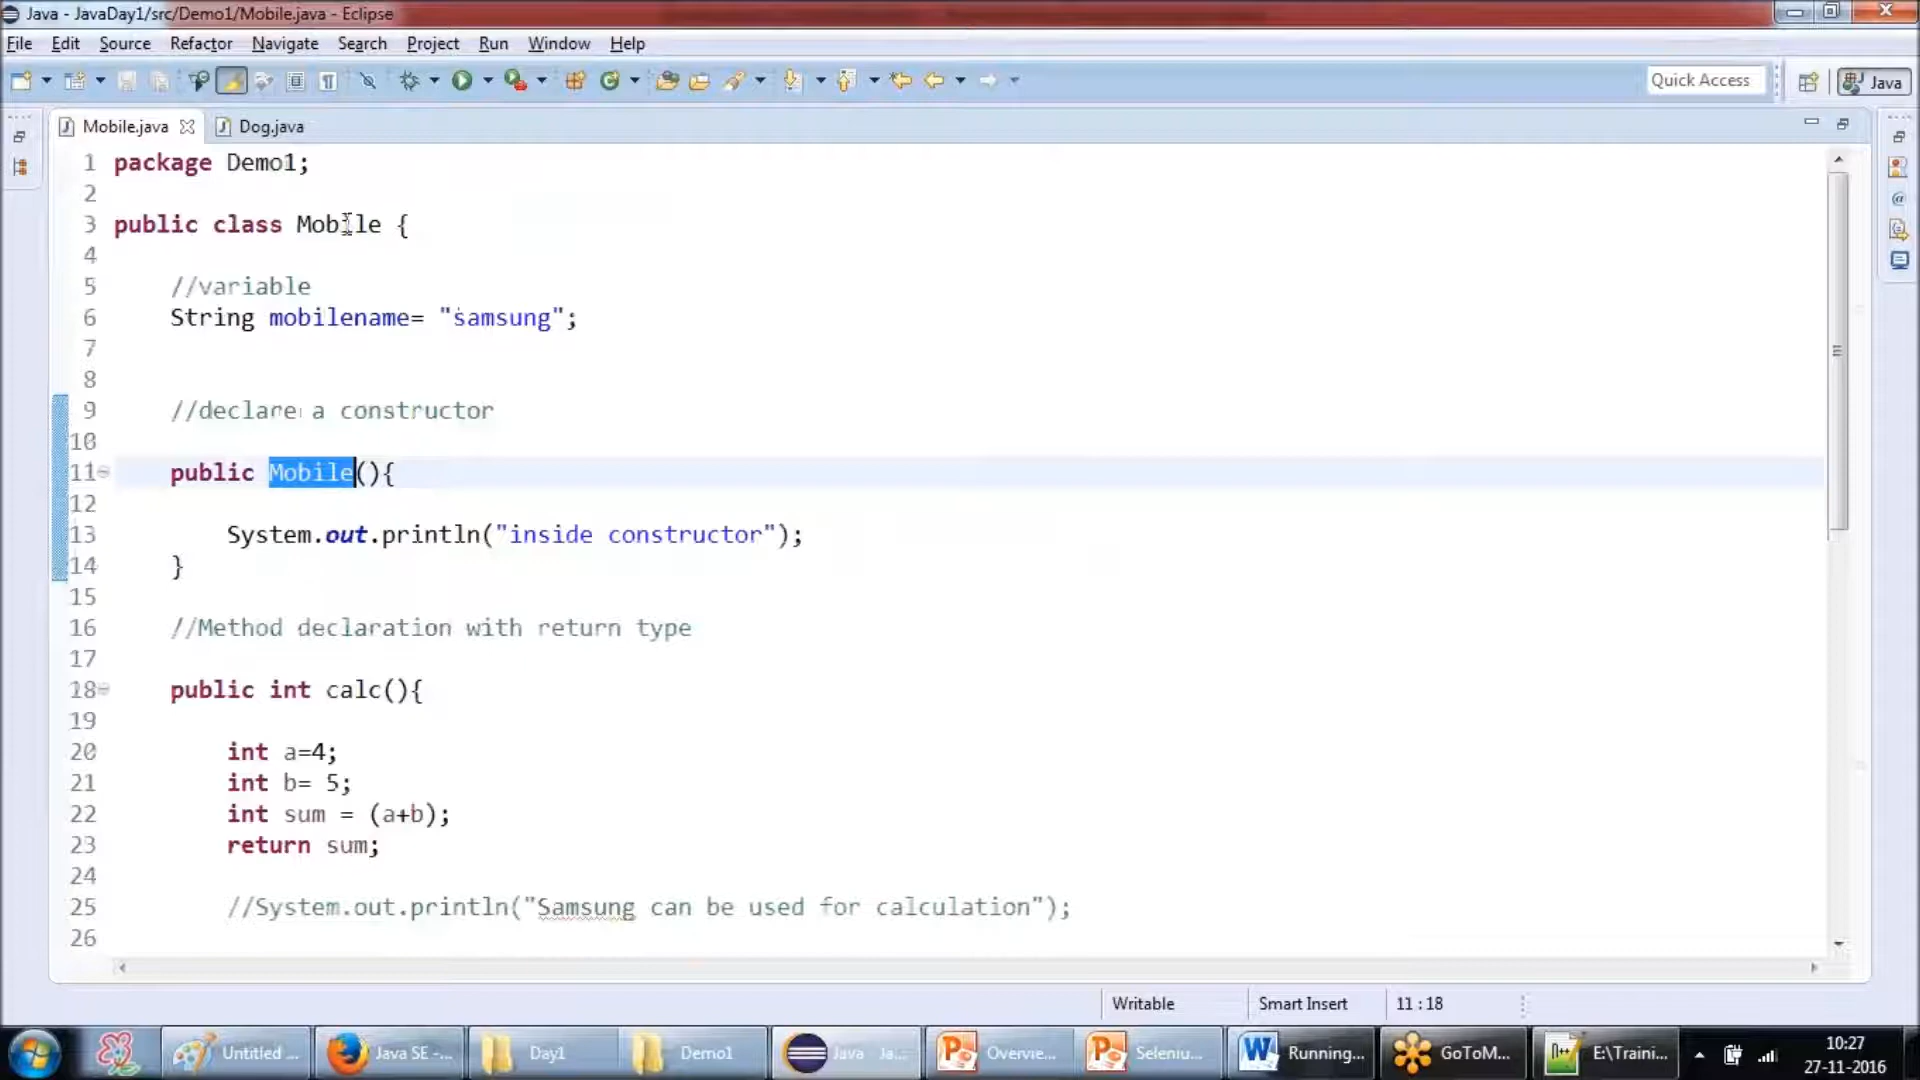 Java - JavaDay1/src/Demo1/Mobile.java - Eclipse
File Edit Source Refactor Navigate Search Project Run Window Help
Quick Access
Java
Mobile.java
Dog.java
1 package Demo1;
2
3 public class Mobile {
4
5 //variable
6 String mobilename= "samsung";
7
8
9 //declare a constructor
10
11 public Mobile(){
12
13 System.out.println("inside constructor");
14 }
15
16 //Method declaration with return type
17
18 public int calc(){
19
20 int a=4;
21 int b= 5;
22 int sum = (a+b);
23 return sum;
24
25 //System.out.println("Samsung can be used for calculation");
26
Writable
Smart Insert
11 : 18
Untitled ...
Java SE -...
Day1
Demo1
Java Ja...
Overvie...
Seleniu...
Running...
GoToM...
E:\Traini...
10:27
27-11-2016